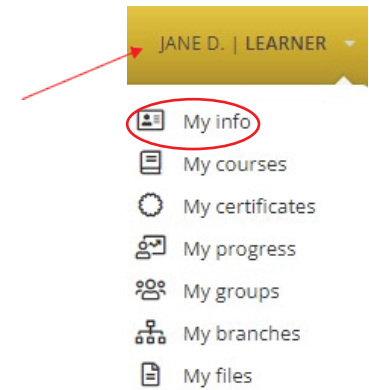 JANE D. | LEARNER
My info
My courses
My certificates
My progress
My groups
My branches
My files